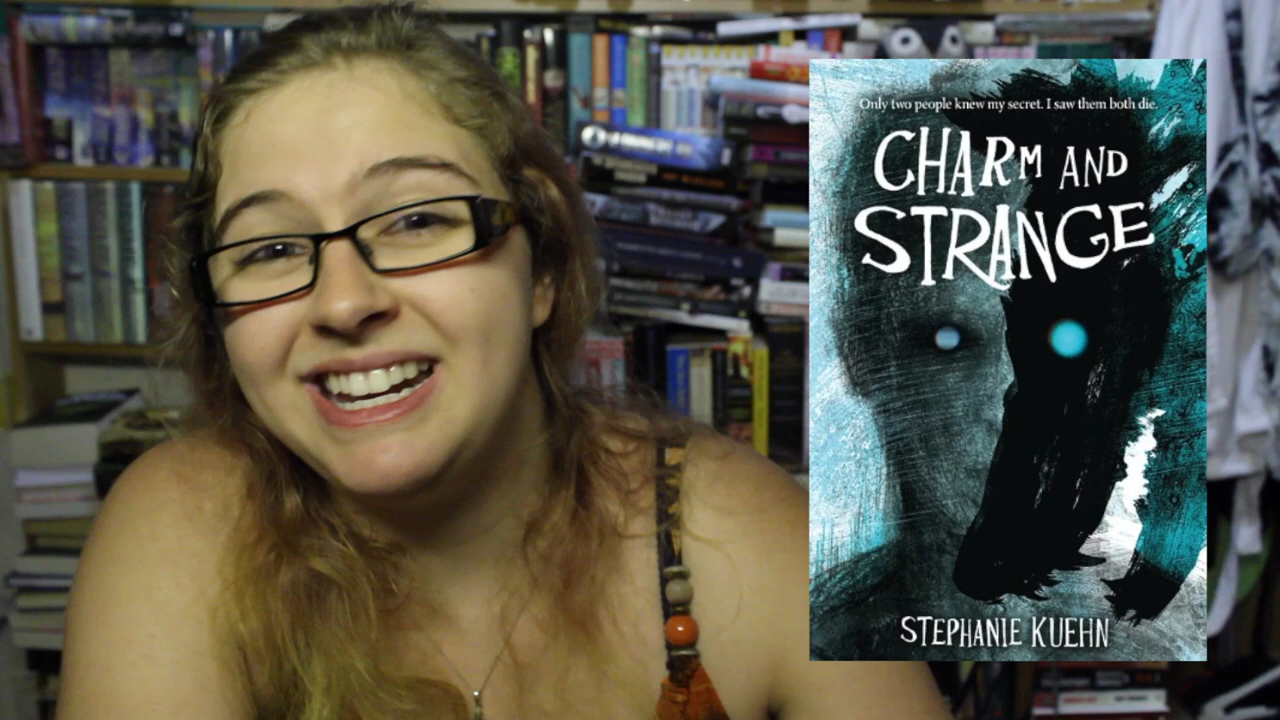 Only two people knew my secret. I saw them both die.
CHARM AND
STRANGE
STEPHANIE KUEHN